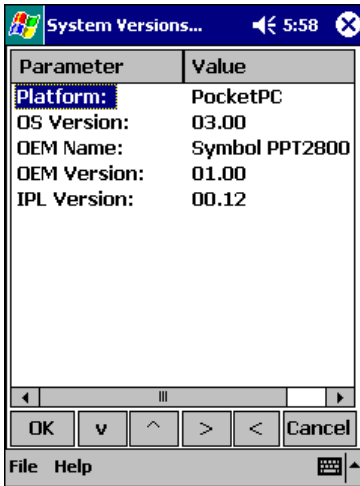 System Versions... 5:58
Parameter Value
Platform: PocketPC
OS Version: 03.00
OEM Name: Symbol PPT2800
OEM Version: 01.00
IPL Version: 00.12
OK v ^ > < Cancel
File Help